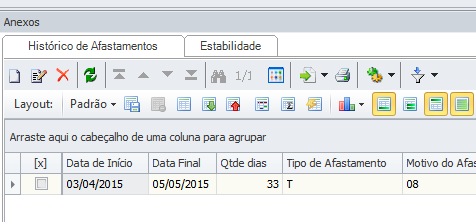 Anexos
Histórico de Afastamentos Estabilidade
1/1
Layout: Padrão
Arraste aqui o cabeçalho de uma coluna para agrupar
[x] Data de Início Data Final Qtde dias Tipo de Afastamento Motivo do Afas
03/04/2015 05/05/2015 33 T 08